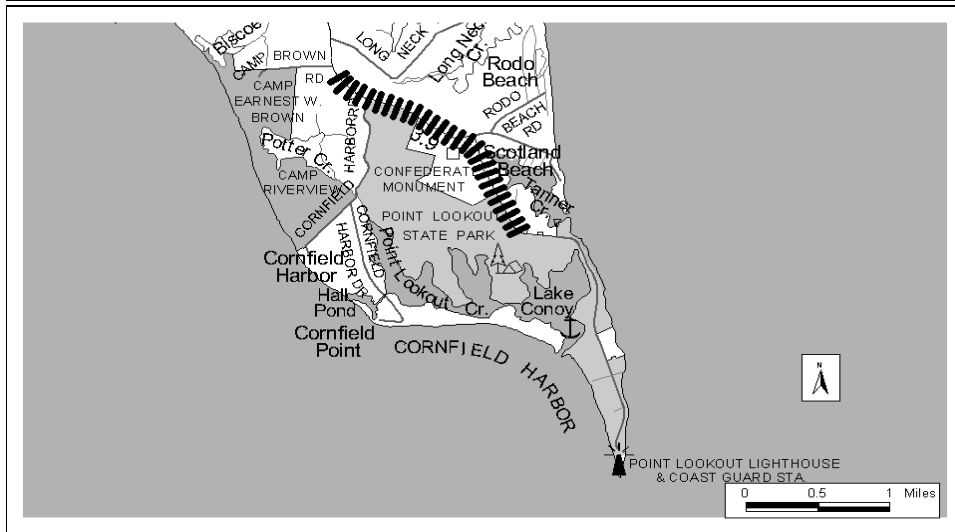 Biscoe
LONG
NECK
Long Neck
Cr.
BROWN
CAMP
RD
Rodo
Beach
CAMP
EARNEST W.
BROWN
RODO
BEACH
RD
HARBOR
Potter Cr.
Scotland
Beach
CONFEDERATE
MONUMENT
CAMP
RIVERVIEW
Tanner
Cr.
CORNFIELD
POINT LOOKOUT
STATE PARK
CORNFIELD
HARBOR DR
Point Lookout Cr.
Cornfield
Harbor
Hall
Pond
Lake
Conoy
Cornfield
Point
CORNFIELD HARBOR
N
POINT LOOKOUT LIGHTHOUSE
& COAST GUARD STA.
0 0.5 1 Miles